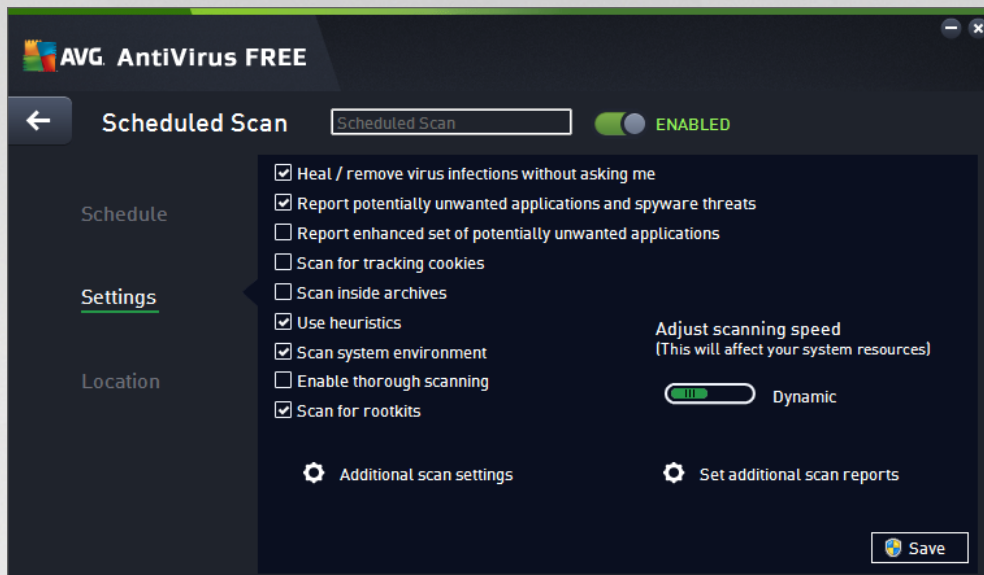 AVG. AntiVirus FREE
Scheduled Scan Scheduled Scan ENABLED
Schedule
Settings
Location
Heal / remove virus infections without asking me
Report potentially unwanted applications and spyware threats
Report enhanced set of potentially unwanted applications
Scan for tracking cookies
Scan inside archives
Use heuristics
Scan system environment
Enable thorough scanning
Scan for rootkits
Adjust scanning speed
(This will affect your system resources)
Dynamic
Additional scan settings
Set additional scan reports
Save